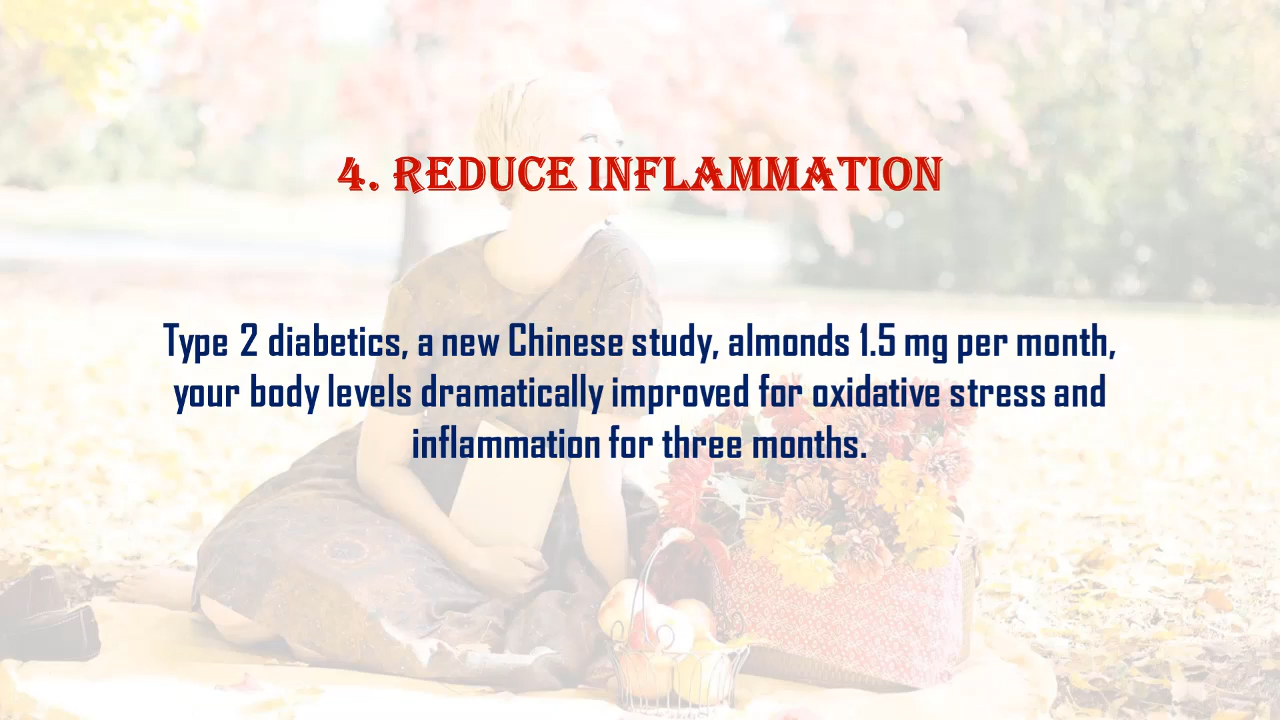 4. REDUCE INFLAMMATION
Type 2 diabetics, a new Chinese study, almonds 1.5 mg per month,
your body levels dramatically improved for oxidative stress and
inflammation for three months.